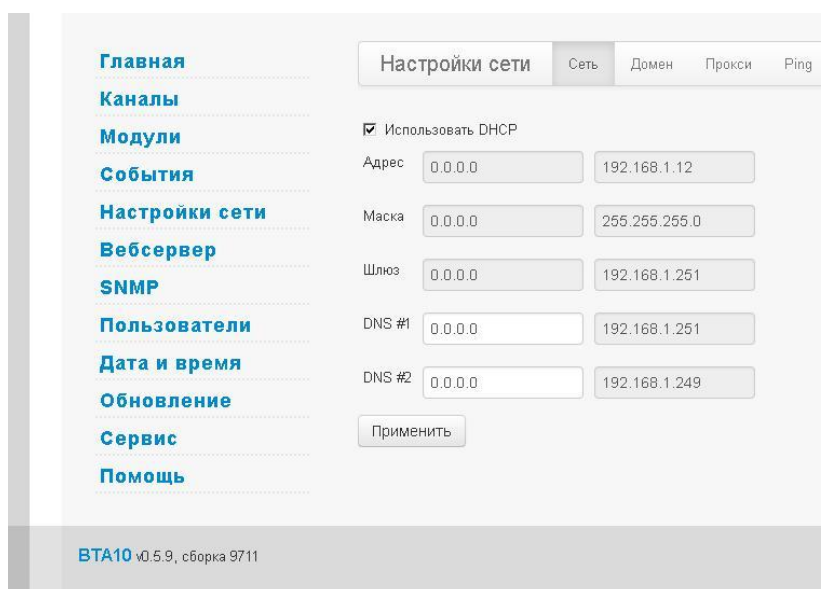 Главная
Каналы
Модули
События
Настройки сети
Вебсервер
SNMP
Пользователи
Дата и время
Обновление
Сервис
Помощь
Настройки сети Сеть Домен Прокси Ping
Использовать DHCP
Адрес 0.0.0.0 192.168.1.12
Маска 0.0.0.0 255.255.255.0
Шлюз 0.0.0.0 192.168.1.251
DNS #1 0.0.0.0 192.168.1.251
DNS #2 0.0.0.0 192.168.1.249
Применить
BTA10 v0.5.9, сборка 9711